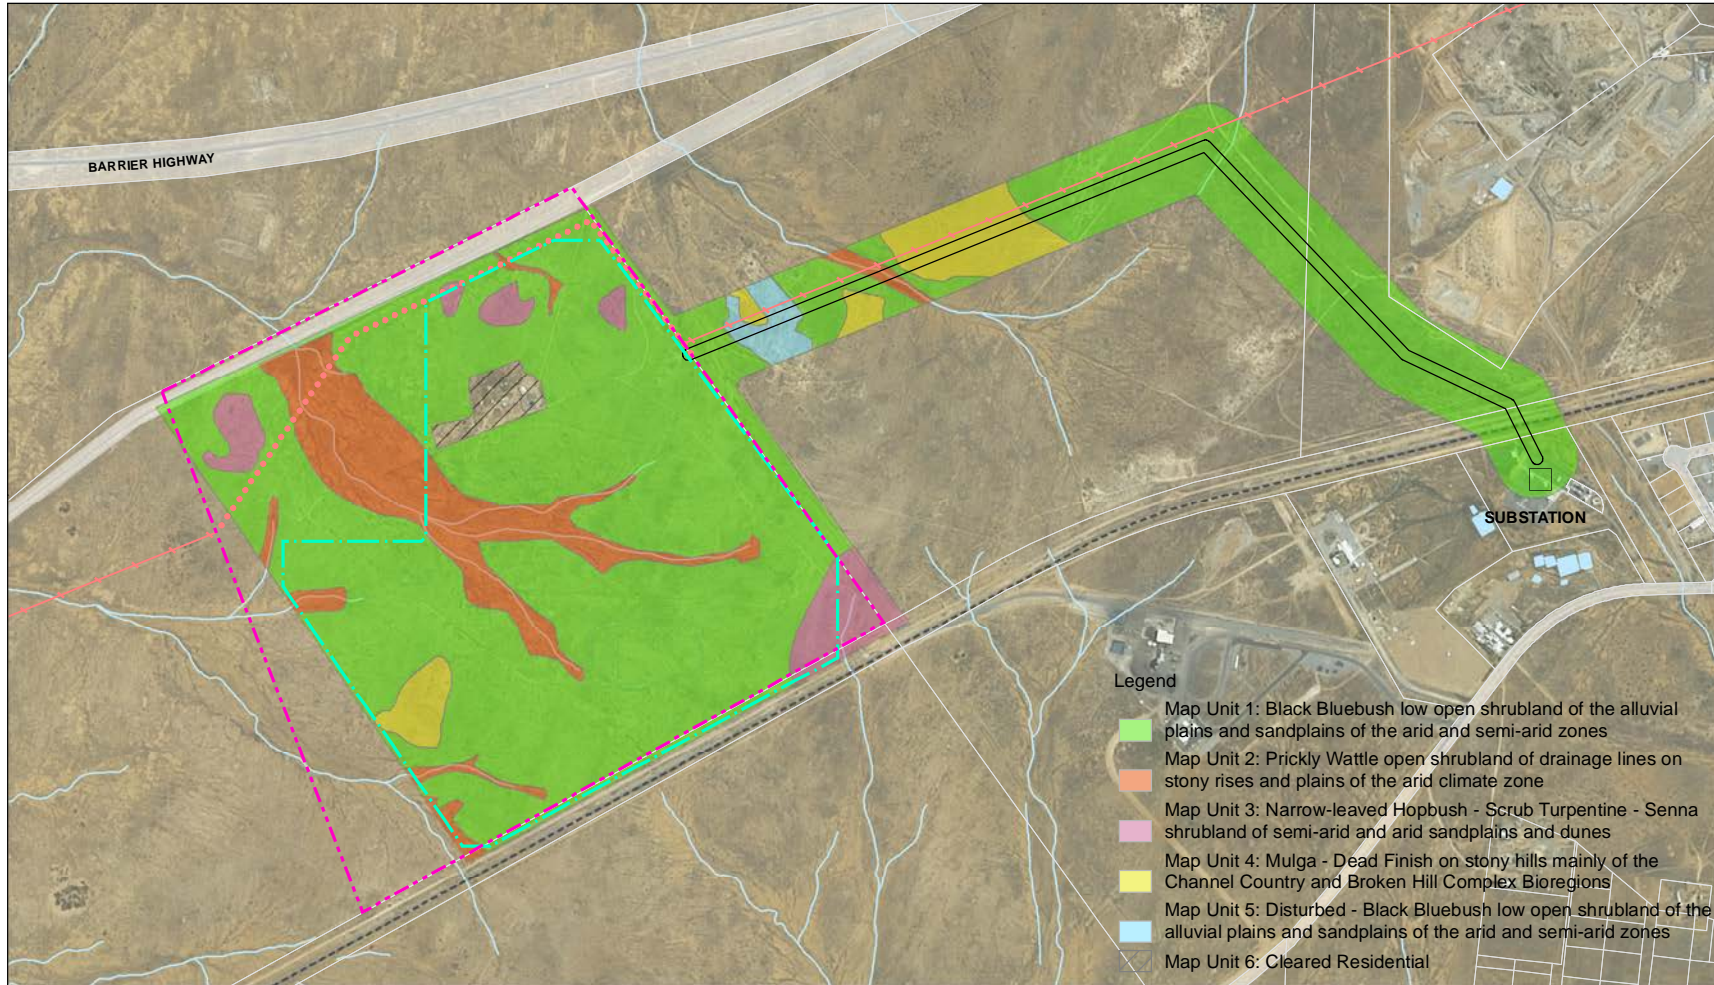 BARRIER HIGHWAY
SUBSTATION
Legend
Map Unit 1: Black Bluebush low open shrubland of the alluvial
plains and sandplains of the arid and semi-arid zones
Map Unit 2: Prickly Wattle open shrubland of drainage lines on
stony rises and plains of the arid climate zone
Map Unit 3: Narrow-leaved Hopbush - Scrub Turpentine - Senna
shrubland of semi-arid and arid sandplains and dunes
Map Unit 4: Mulga - Dead Finish on stony hills mainly of the
Channel Country and Broken Hill Complex Bioregions
Map Unit 5: Disturbed - Black Bluebush low open shrubland of the
alluvial plains and sandplains of the arid and semi-arid zones
Map Unit 6: Cleared Residential